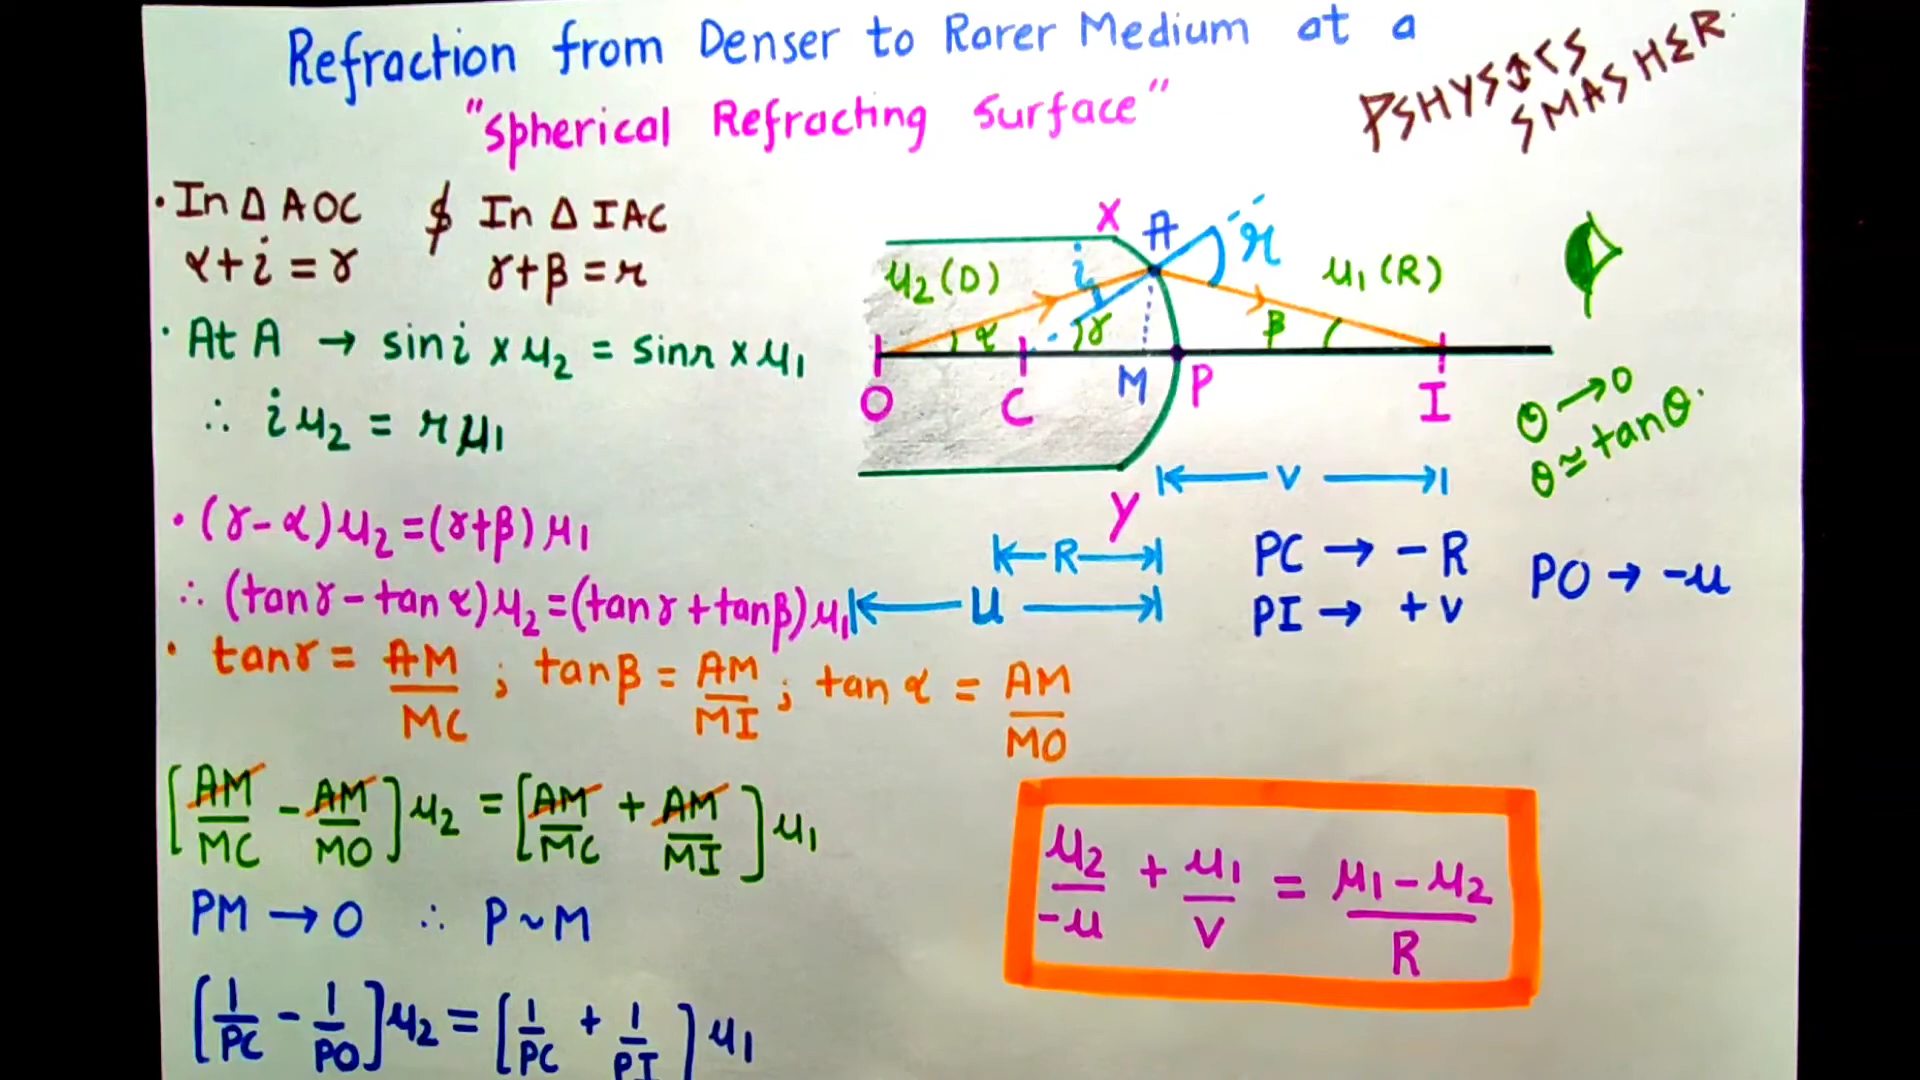 Refraction from Denser to Rarer Medium at a
"Spherical Refracting Surface"
PSHYSICS
SMASHER.
• In Δ AOC & In Δ IAC
α + i = γ γ + β = r
• At A → sin i × μ₂ = sin r × μ₁
∴ i μ₂ = r μ₁
• (γ - α) μ₂ = (γ + β) μ₁
∴ (tan γ - tan α) μ₂ = (tan γ + tan β) μ₁
• tan γ = AM/MC ; tan β = AM/MI ; tan α = AM/MO
[AM/MC - AM/MO] μ₂ = [AM/MC + AM/MI] μ₁
PM → 0 ∴ P ~ M
[1/PC - 1/PO] μ₂ = [1/PC + 1/PI] μ₁
X A r
μ₂ (D) i μ₁ (R)
α γ β
O C M P I
Y
V
R
u
θ → 0
θ ≃ tan θ.
PC → - R
PI → + V
PO → - u
μ₂/-u + μ₁/V = μ₁ - μ₂/R